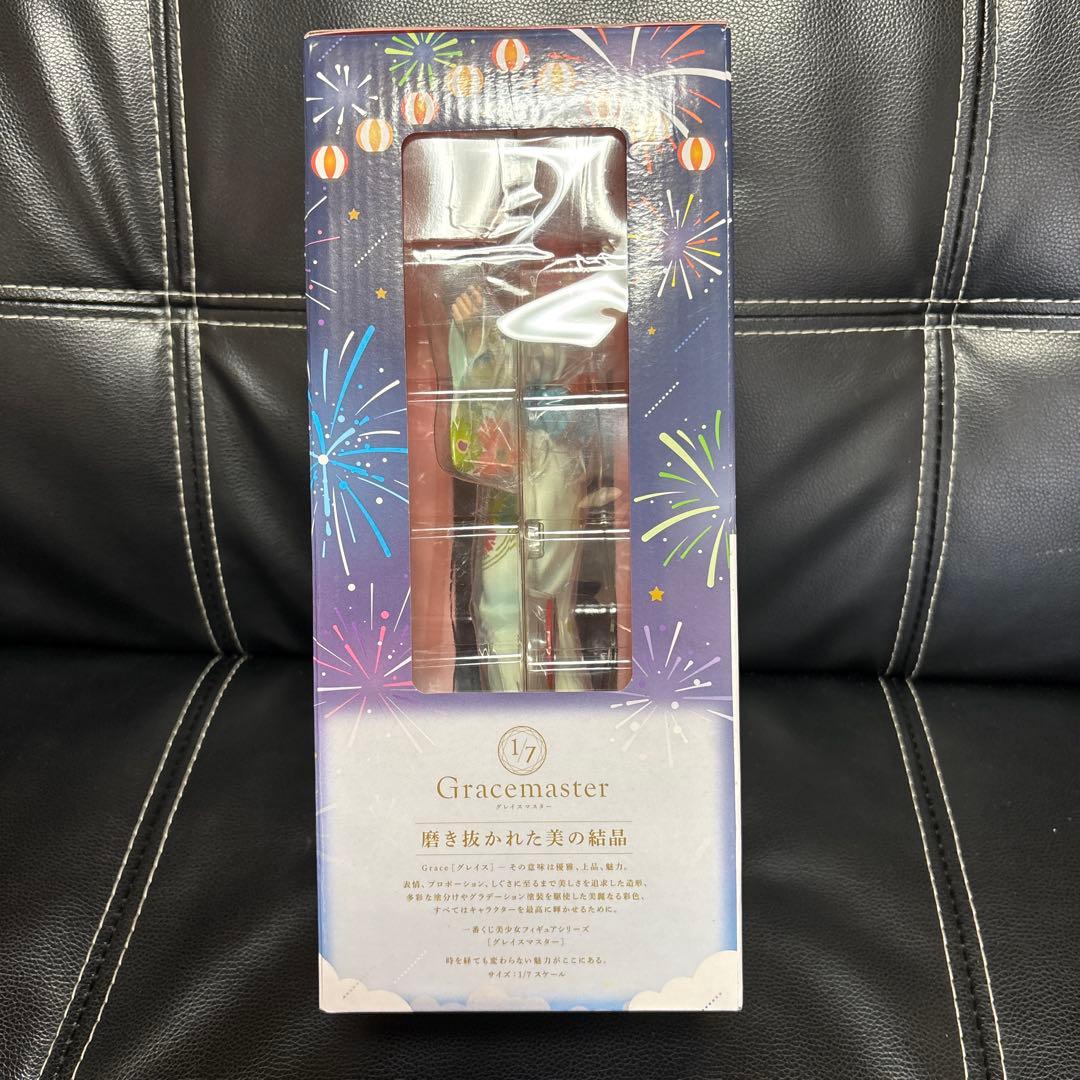 1/7
Gracemaster
グレイスマスター
磨き抜かれた美の結晶
Grace［グレイス］― その意味は優雅、上品、魅力。
表情、プロポーション、しぐさに至るまで美しさを追求した造形、
多彩な塗分けやグラデーション塗装を駆使した美麗なる彩色、
すべてはキャラクターを最高に輝かせるために。
一番くじ美少女フィギュアシリーズ
［グレイスマスター］
時を経ても変わらない魅力がここにある。
サイズ：1/7 スケール